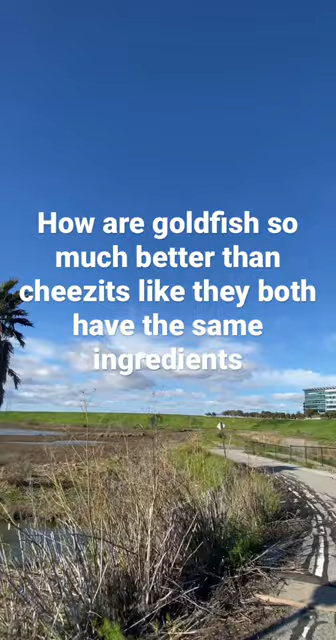 How are goldfish so
much better than
cheezits like they both
have the same
ingredients